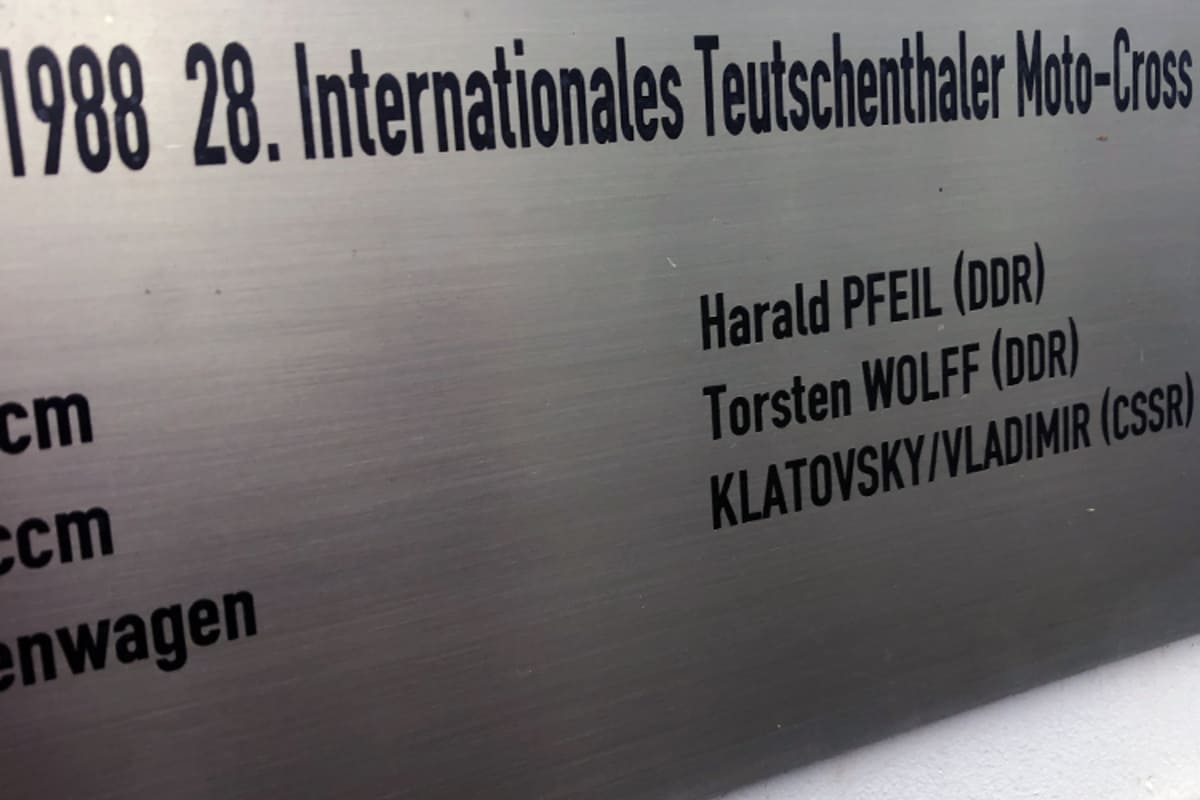 1988 28. Internationales Teutschenthaler Moto-Cross
cm Harald PFEIL (DDR)
ccm Torsten WOLFF (DDR)
enwagen KLATOVSKY/VLADIMIR (CSSR)